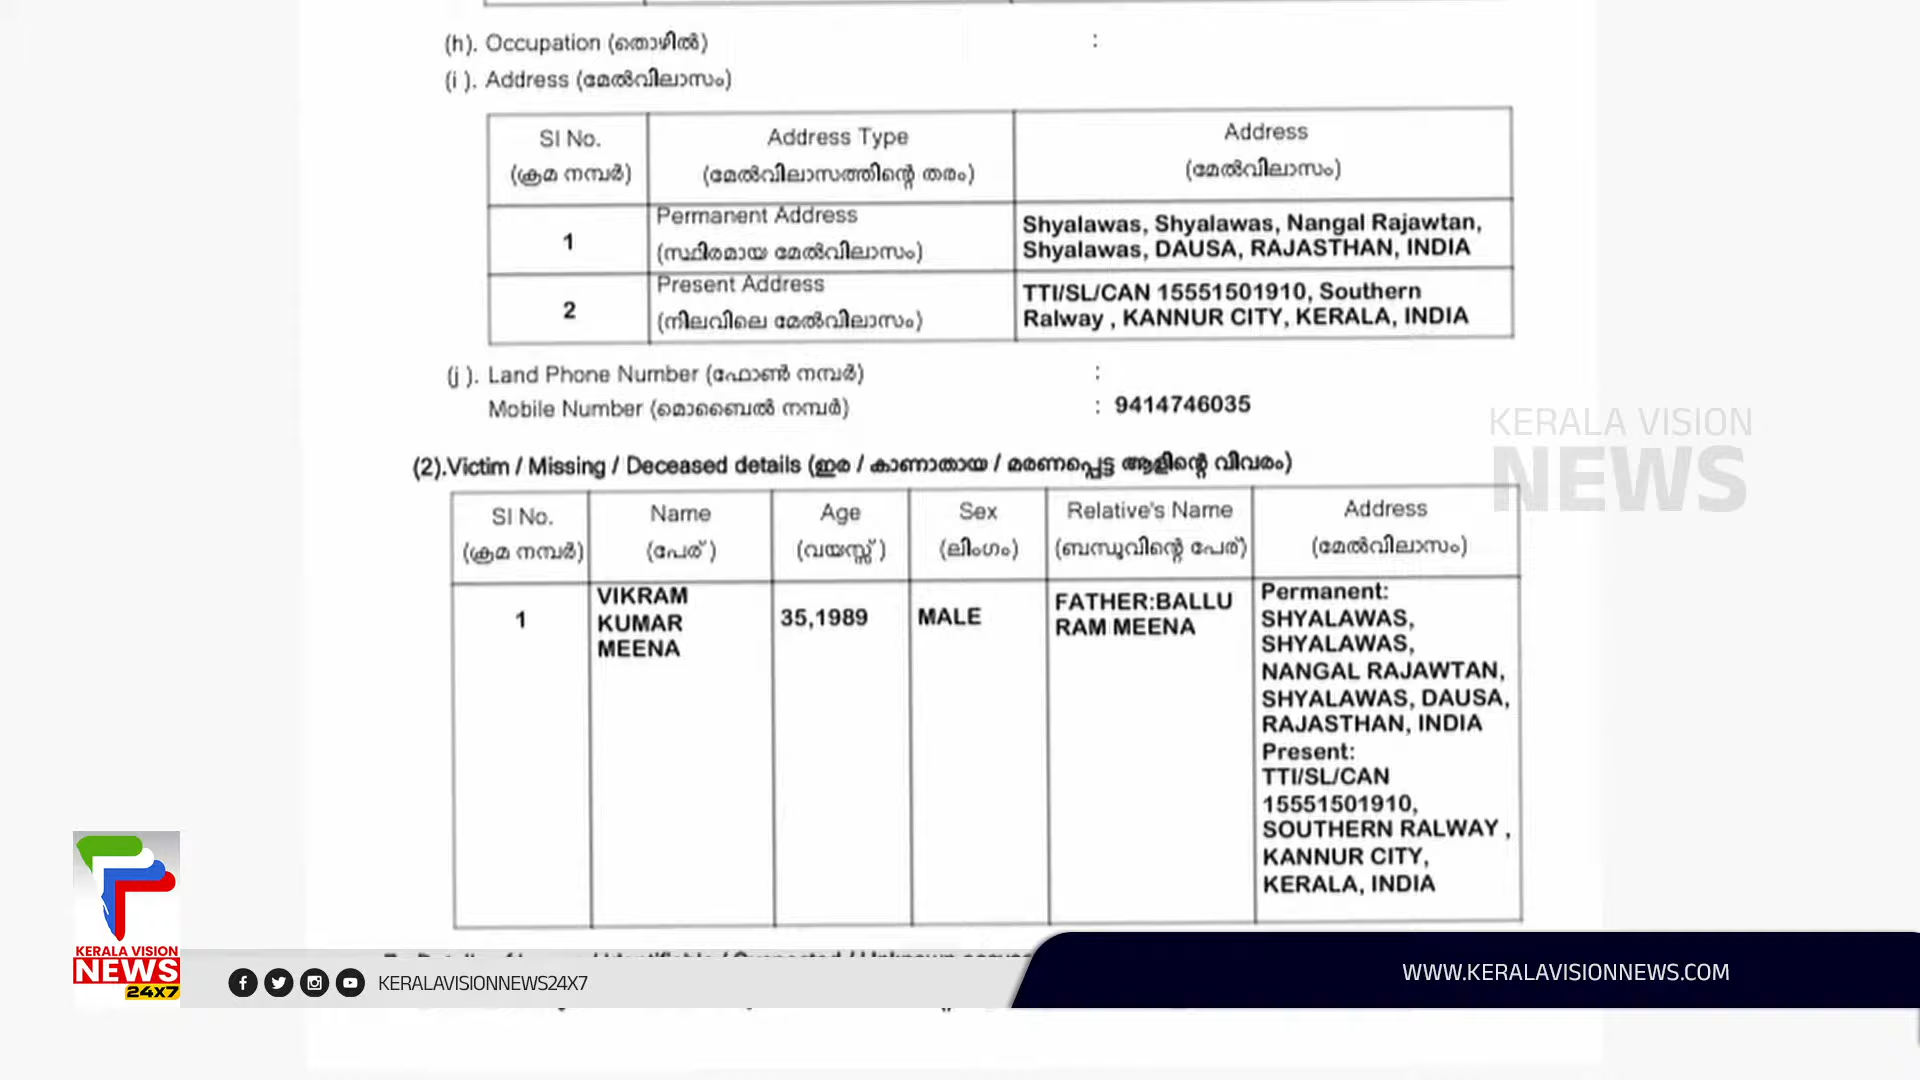 (h). Occupation (തൊഴിൽ) :
(i ). Address (മേൽവിലാസം)
Sl No. (ക്രമ നമ്പർ) Address Type (മേൽവിലാസത്തിന്റെ തരം) Address (മേൽവിലാസം)
1 Permanent Address (സ്ഥിരമായ മേൽവിലാസം) Shyalawas, Shyalawas, Nangal Rajawtan,
Shyalawas, DAUSA, RAJASTHAN, INDIA
2 Present Address (നിലവിലെ മേൽവിലാസം) TTI/SL/CAN 15551501910, Southern
Ralway , KANNUR CITY, KERALA, INDIA
(j ). Land Phone Number (ഫോൺ നമ്പർ) :
Mobile Number (മൊബൈൽ നമ്പർ) : 9414746035
KERALA VISION
NEWS
(2).Victim / Missing / Deceased details (ഇര / കാണാതായ / മരണപ്പെട്ട ആളിന്റെ വിവരം)
Sl No. Name Age Sex Relative's Name Address
(ക്രമ നമ്പർ) (പേര്) (വയസ്സ്) (ലിംഗം) (ബന്ധുവിന്റെ പേര്) (മേൽവിലാസം)
1
VIKRAM
KUMAR
MEENA
35,1989
MALE
FATHER:BALLU
RAM MEENA
Permanent:
SHYALAWAS,
SHYALAWAS,
NANGAL RAJAWTAN,
SHYALAWAS, DAUSA,
RAJASTHAN, INDIA
Present:
TTI/SL/CAN
15551501910,
SOUTHERN RALWAY ,
KANNUR CITY,
KERALA, INDIA
KERALA VISION
NEWS
24x7
KERALAVISIONNEWS24X7
WWW.KERALAVISIONNEWS.COM